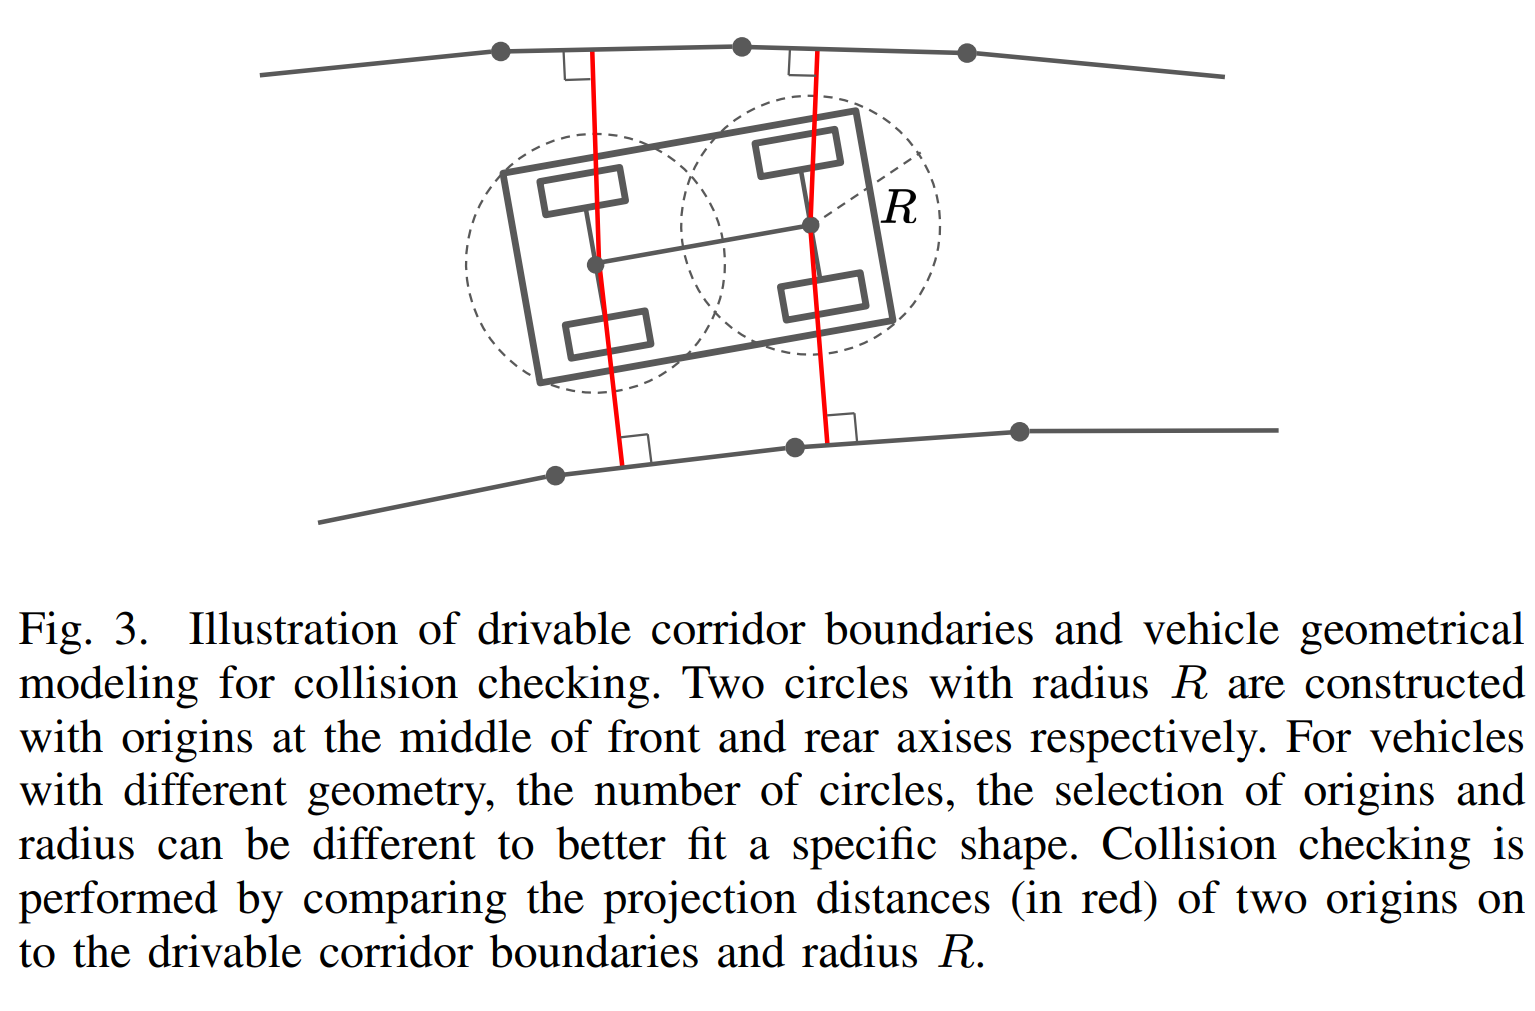 R
Fig. 3. Illustration of drivable corridor boundaries and vehicle geometrical
modeling for collision checking. Two circles with radius R are constructed
with origins at the middle of front and rear axises respectively. For vehicles
with different geometry, the number of circles, the selection of origins and
radius can be different to better fit a specific shape. Collision checking is
performed by comparing the projection distances (in red) of two origins on
to the drivable corridor boundaries and radius R.